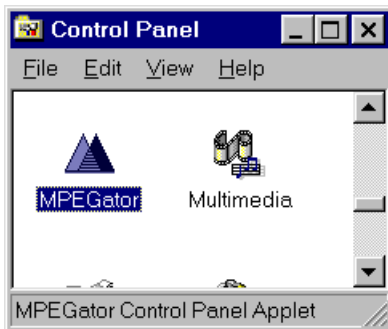 Control Panel
File Edit View Help
MPEGator Multimedia
MPEGator Control Panel Applet